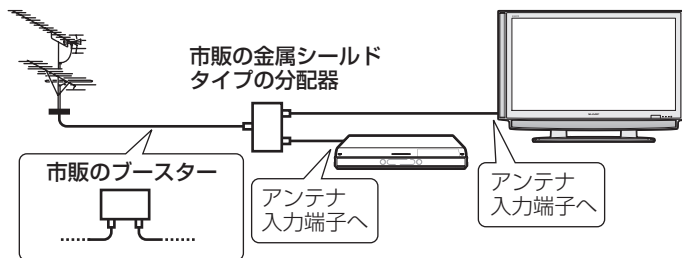 市販の金属シールド
タイプの分配器
市販のブースター
アンテナ
入力端子へ
アンテナ
入力端子へ